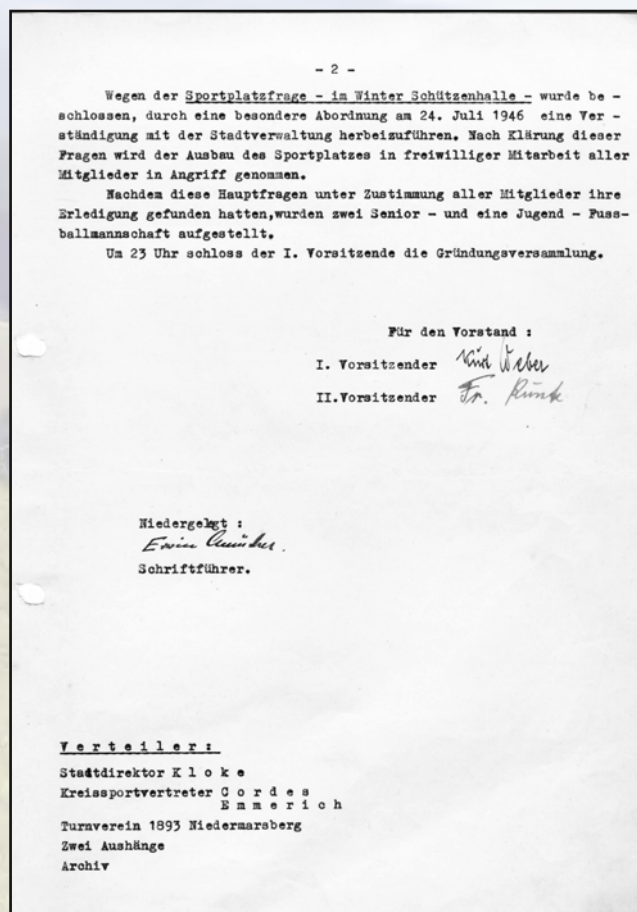 - 2 -
Wegen der Sportplatzfrage - im Winter Schützenhalle - wurde be -
schlossen, durch eine besondere Abordnung am 24. Juli 1946 eine Ver -
ständigung mit der Stadtverwaltung herbeizuführen. Nach Klärung dieser
Fragen wird der Ausbau des Sportplatzes in freiwilliger Mitarbeit aller
Mitglieder in Angriff genommen.
Nachdem diese Hauptfragen unter Zustimmung aller Mitglieder ihre
Erledigung gefunden hatten,wurden zwei Senior - und eine Jugend - Fuss-
ballmannschaft aufgestellt.
Um 23 Uhr schloss der I. Vorsitzende die Gründungsversammlung.
Für den Vorstand :
I. Vorsitzender Weber
II.Vorsitzender Fr.
Niedergelegt :
Erwin
Schriftführer.
V e r t e i l e r :
Stadtdirektor K l o k e
Kreissportvertreter C o r d e s
E m m e r i c h
Turnverein 1893 Niedermarsberg
Zwei Aushänge
Archiv